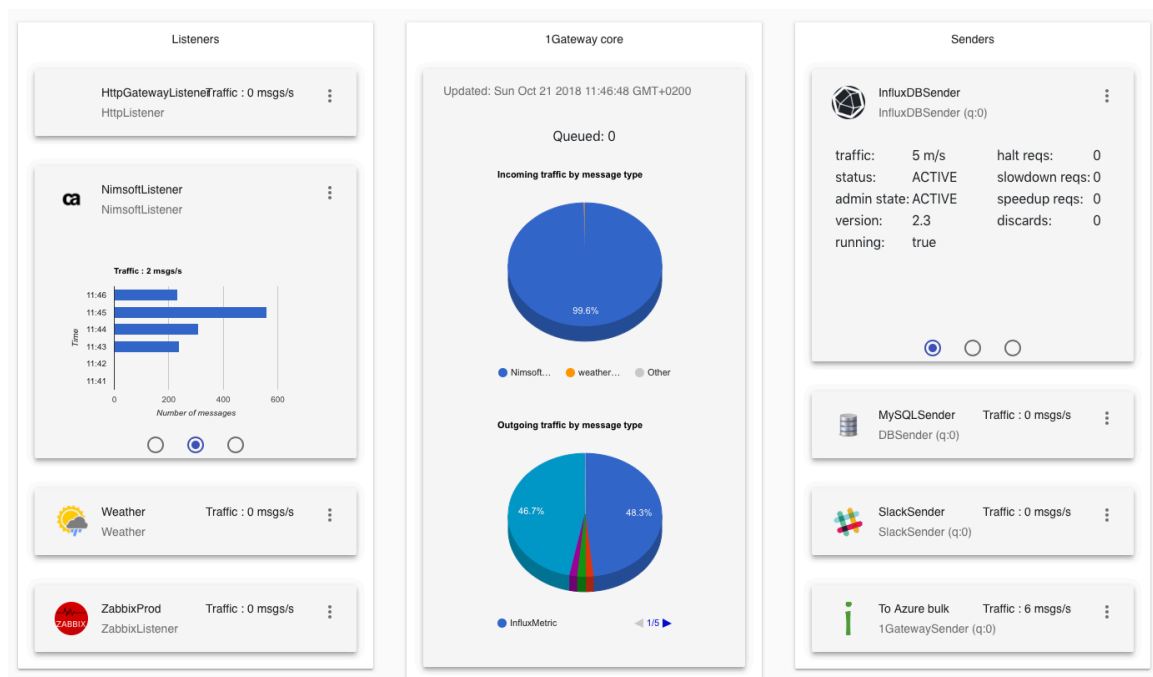 Listeners
HttpGatewayListener
Traffic : 0 msgs/s
HttpListener
ca
NimsoftListener
NimsoftListener
Traffic : 2 msgs/s
11:46
11:45
11:44
11:43
11:42
11:41
Time
0 200 400 600
Number of messages
Weather Traffic : 0 msgs/s
Weather
ZABBIX
ZabbixProd Traffic : 0 msgs/s
ZabbixListener
1Gateway core
Updated: Sun Oct 21 2018 11:46:48 GMT+0200
Queued: 0
Incoming traffic by message type
99.6%
Nimsoft... weather... Other
Outgoing traffic by message type
46.7% 48.3%
InfluxMetric 1/5
Senders
InfluxDBSender
InfluxDBSender (q:0)
traffic: 5 m/s halt reqs: 0
status: ACTIVE slowdown reqs: 0
admin state: ACTIVE speedup reqs: 0
version: 2.3 discards: 0
running: true
MySQLSender Traffic : 0 msgs/s
DBSender (q:0)
SlackSender Traffic : 0 msgs/s
SlackSender (q:0)
To Azure bulk Traffic : 6 msgs/s
1GatewaySender (q:0)